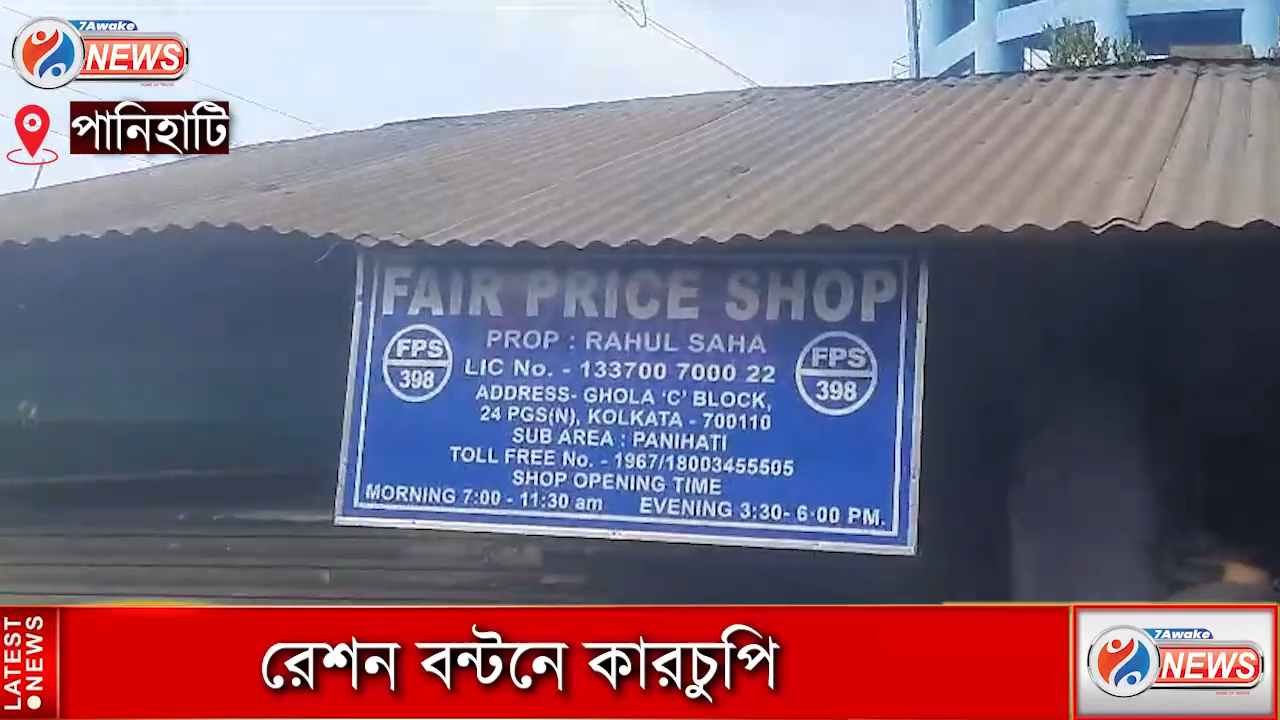 7Awake
NEWS
পানিহাটি
FAIR PRICE SHOP
PROP : RAHUL SAHA
FPS
398
FPS
398
LIC No. - 133700 7000 22
ADDRESS- GHOLA ‘C’ BLOCK,
24 PGS(N), KOLKATA - 700110
SUB AREA : PANIHATI
TOLL FREE No. - 1967/18003455505
SHOP OPENING TIME
MORNING 7:00 - 11:30 am EVENING 3:30- 6:00 PM.
LATEST
NEWS
রেশন বন্টনে কারচুপি
7Awake
NEWS